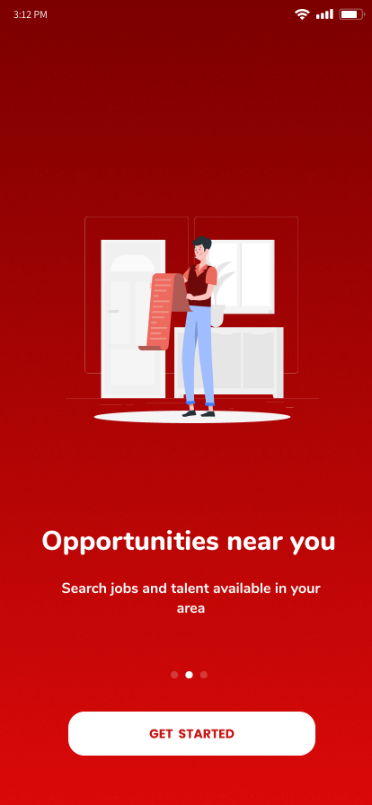 3:12 PM
Opportunities near you
Search jobs and talent available in your
area
GET STARTED